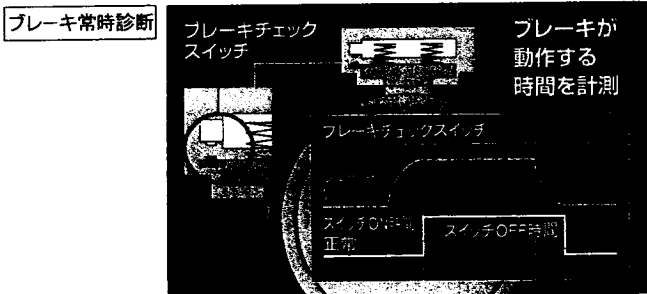 ブレーキ常時診断
ブレーキチェック
スイッチ
ブレーキが
動作する
時間を計測
ブレーキチェックスイッチ
スイッチON時間
正常
スイッチOFF時間